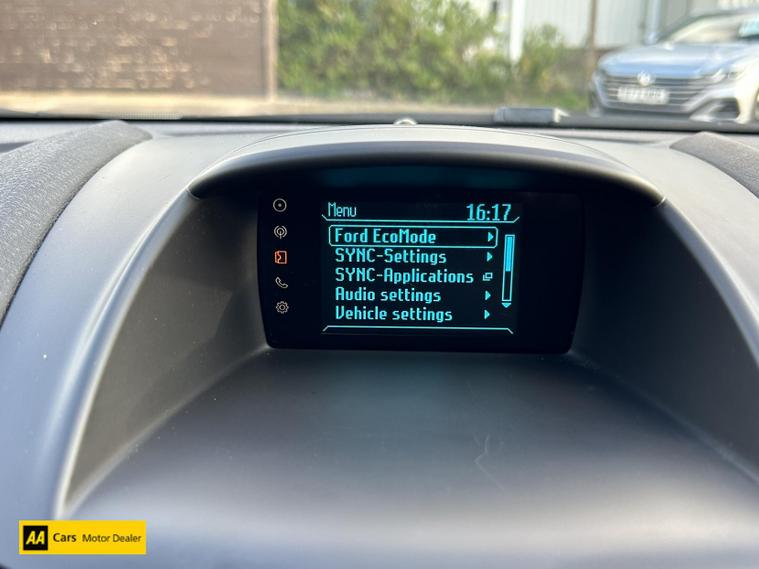 Menu 16:17
Ford EcoMode
SYNC-Settings
SYNC-Applications
Audio settings
Vehicle settings
AA Cars Motor Dealer